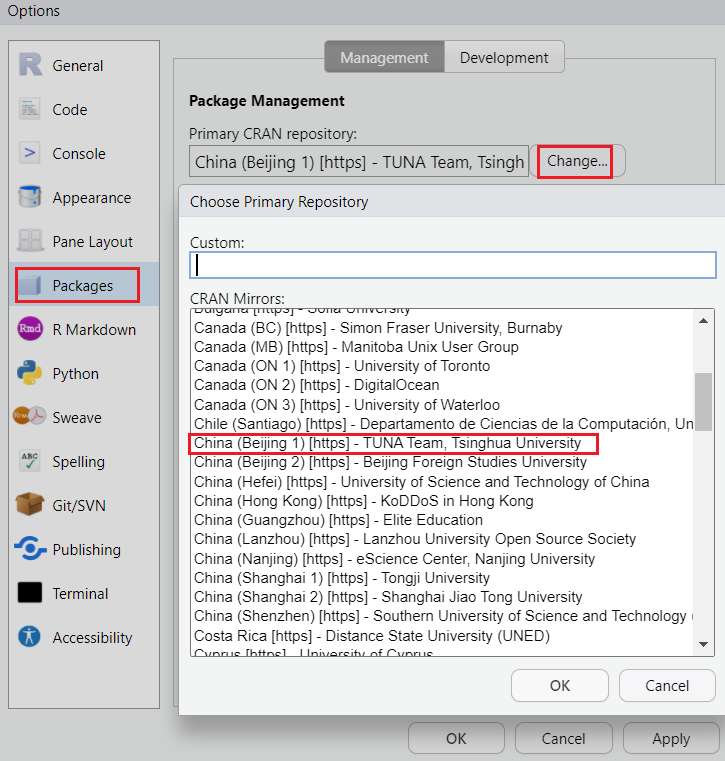 Options
General
Code
Console
Appearance
Pane Layout
Packages
Rmd R Markdown
Python
Rnw Sweave
ABC Spelling
Git/SVN
Publishing
Terminal
Accessibility
Management Development
Package Management
Primary CRAN repository:
China (Beijing 1) [https] - TUNA Team, Tsingh Change...
Choose Primary Repository
Custom:
CRAN Mirrors:
Bulgaria [https] - Sofia University
Canada (BC) [https] - Simon Fraser University, Burnaby
Canada (MB) [https] - Manitoba Unix User Group
Canada (ON 1) [https] - University of Toronto
Canada (ON 2) [https] - DigitalOcean
Canada (ON 3) [https] - University of Waterloo
Chile (Santiago) [https] - Departamento de Ciencias de la Computación, Un
China (Beijing 1) [https] - TUNA Team, Tsinghua University
China (Beijing 2) [https] - Beijing Foreign Studies University
China (Hefei) [https] - University of Science and Technology of China
China (Hong Kong) [https] - KoDDoS in Hong Kong
China (Guangzhou) [https] - Elite Education
China (Lanzhou) [https] - Lanzhou University Open Source Society
China (Nanjing) [https] - eScience Center, Nanjing University
China (Shanghai 1) [https] - Tongji University
China (Shanghai 2) [https] - Shanghai Jiao Tong University
China (Shenzhen) [https] - Southern University of Science and Technology (
Costa Rica [https] - Distance State University (UNED)
Cyprus [https] - University of Cyprus
OK Cancel
OK Cancel Apply